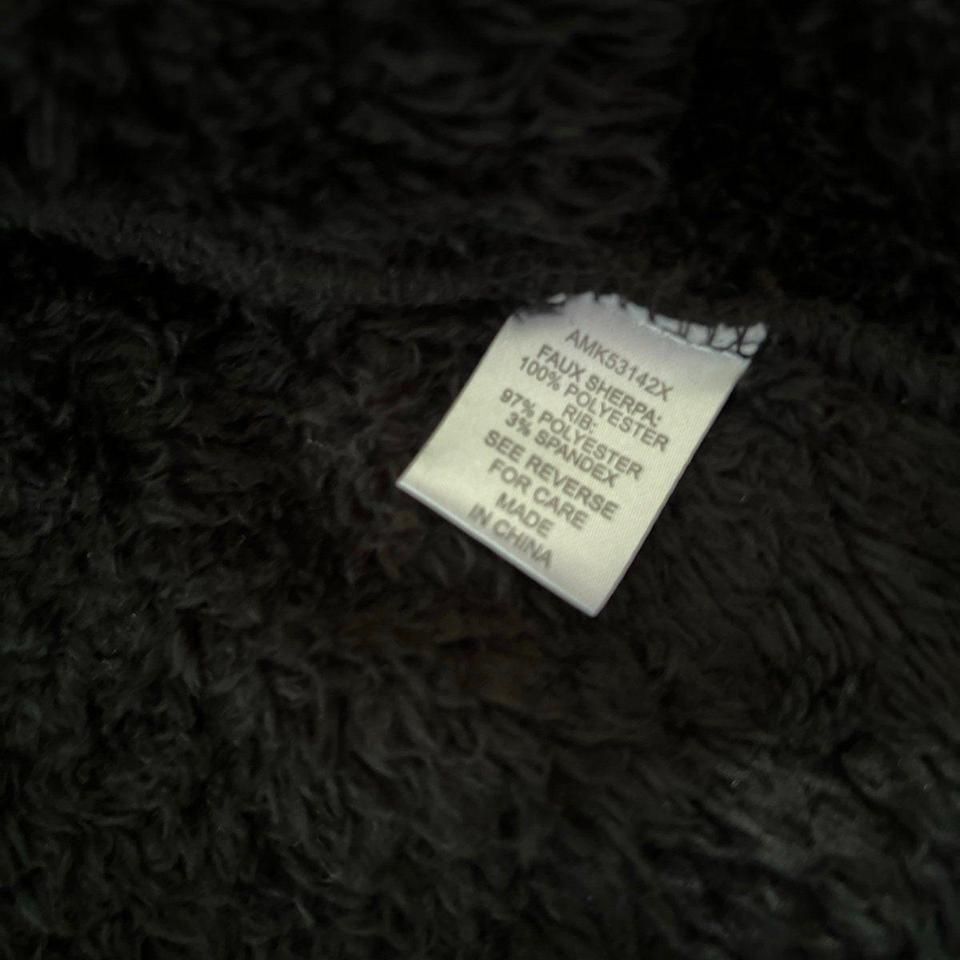 AMK53142X
FAUX SHERPA:
100% POLYESTER
RIB:
97% POLYESTER
3% SPANDEX
SEE REVERSE
FOR CARE
MADE
IN CHINA